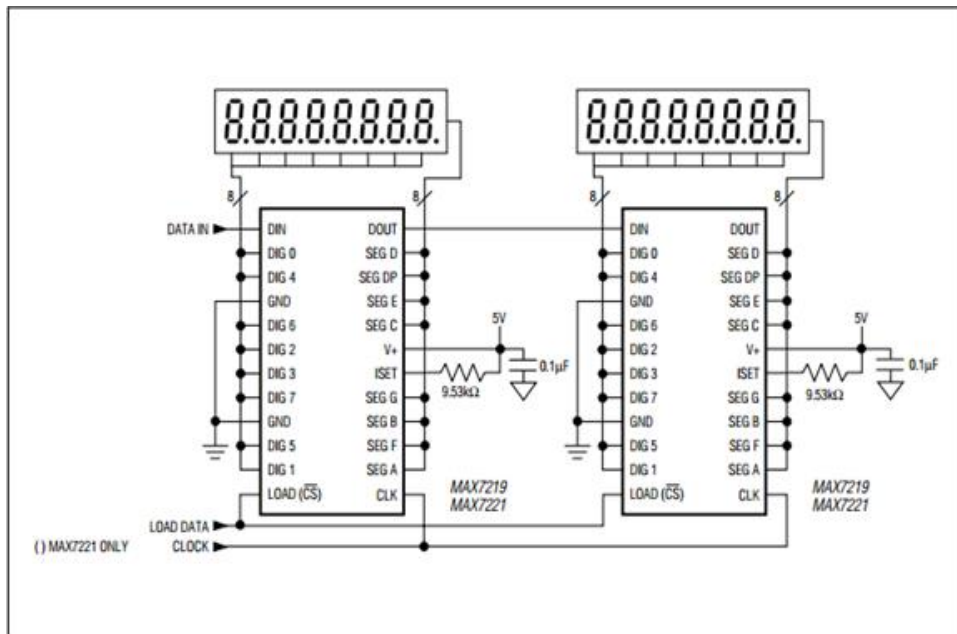 8.8.8.8.8.8.8.8.
8.8.8.8.8.8.8.8.
8
8
8
8
DATA IN
DIN DOUT
DIG 0 SEG D
DIG 4 SEG DP
GND SEG E
DIG 6 SEG C
DIG 2 V+
DIG 3 ISET
DIG 7 SEG G
GND SEG B
DIG 5 SEG F
DIG 1 SEG A
LOAD (CS) CLK
5V
0.1µF
9.53kΩ
MAX7219
MAX7221
DIN DOUT
DIG 0 SEG D
DIG 4 SEG DP
GND SEG E
DIG 6 SEG C
DIG 2 V+
DIG 3 ISET
DIG 7 SEG G
GND SEG B
DIG 5 SEG F
DIG 1 SEG A
LOAD (CS) CLK
5V
0.1µF
9.53kΩ
MAX7219
MAX7221
LOAD DATA
( ) MAX7221 ONLY CLOCK